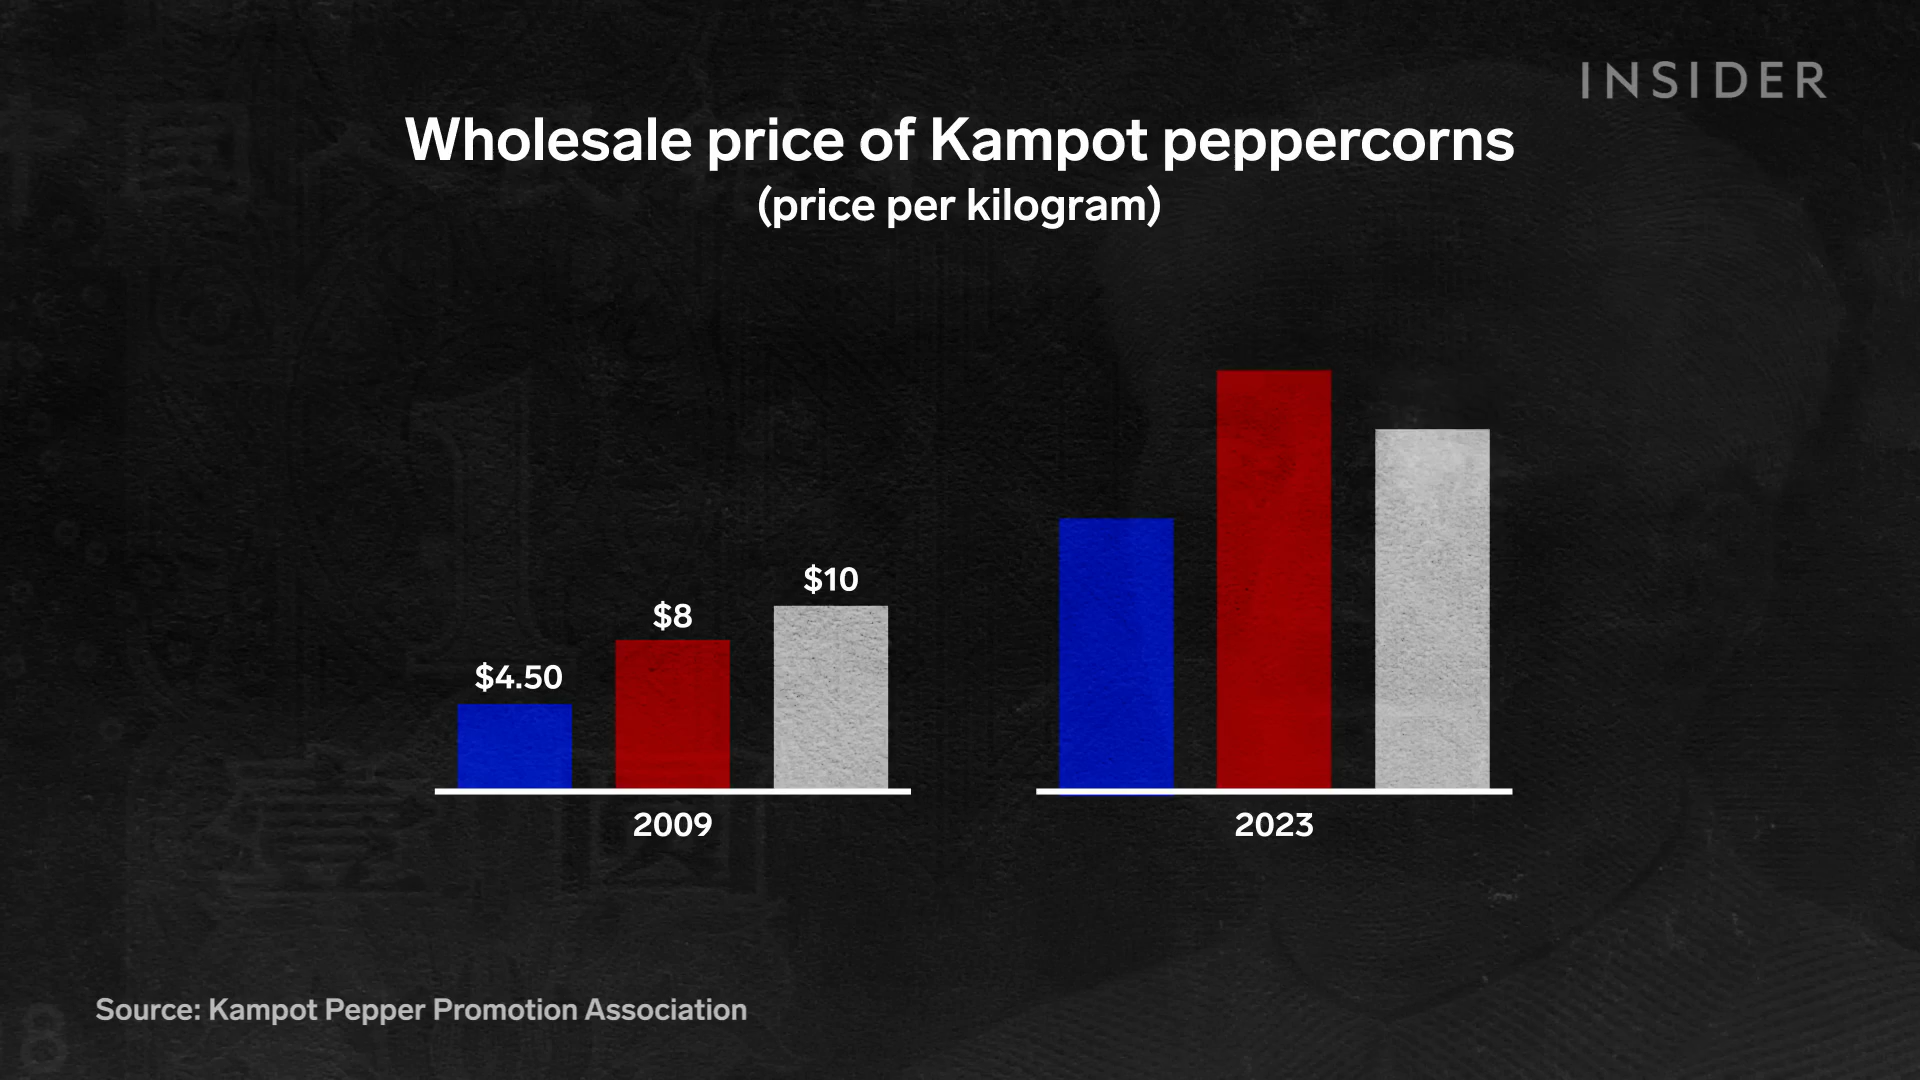 INSIDER
Wholesale price of Kampot peppercorns
(price per kilogram)
$4.50
$8
$10
2009
2023
Source: Kampot Pepper Promotion Association